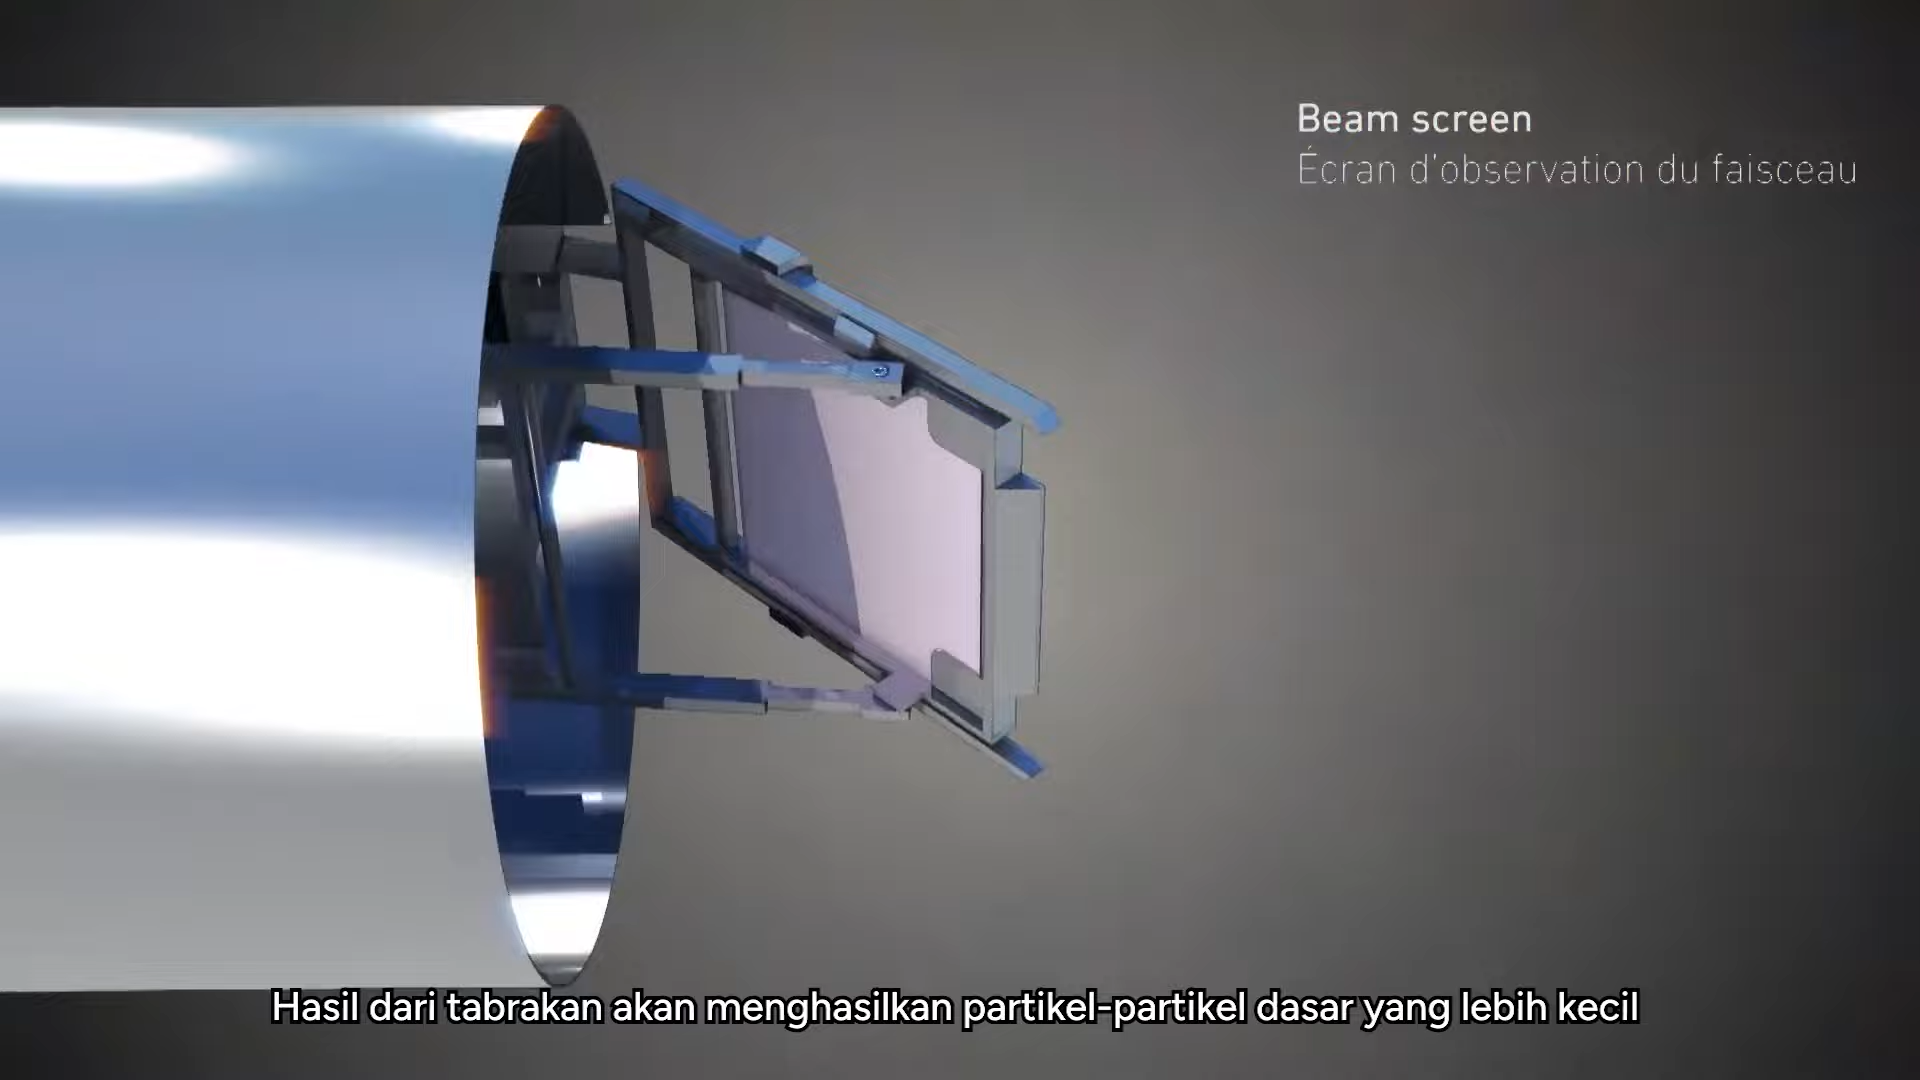 Beam screen
Écran d'observation du faisceau
Hasil dari tabrakan akan menghasilkan partikel-partikel dasar yang lebih kecil